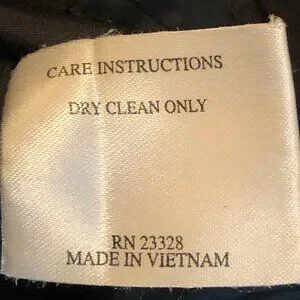 CARE INSTRUCTIONS
DRY CLEAN ONLY
RN 23328
MADE IN VIETNAM